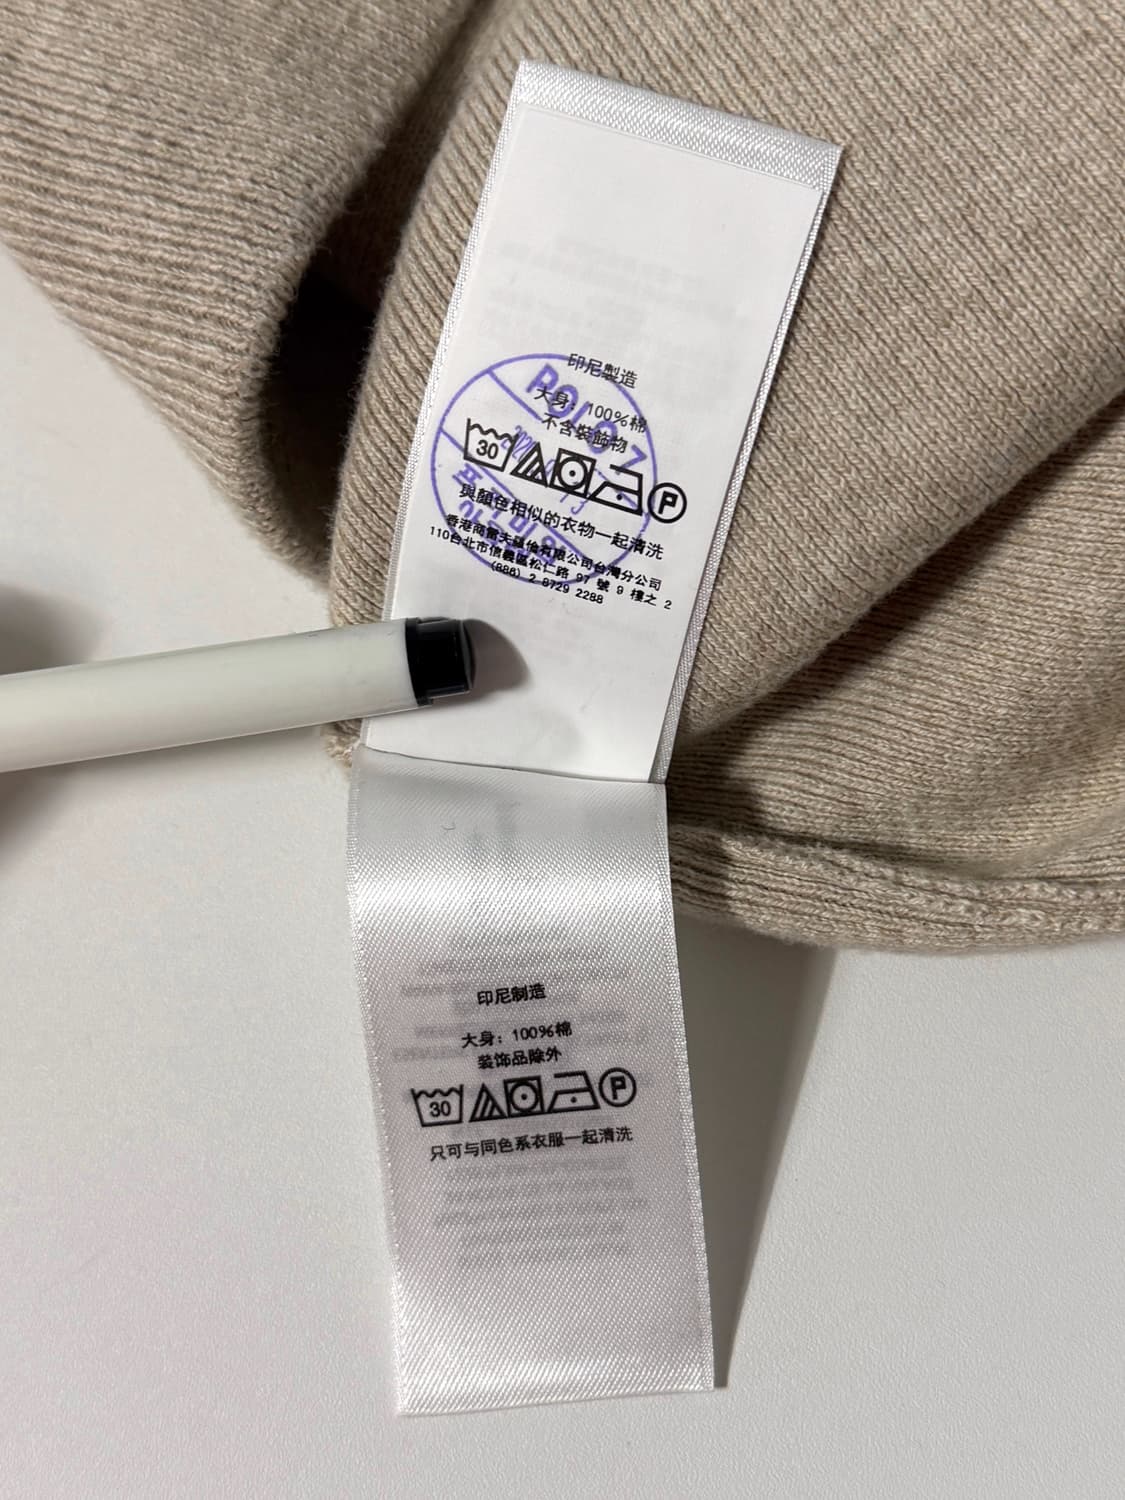 印尼製造
大身: 100%棉
不含裝飾物
30
P
與顏色相似的衣物一起清洗
香港商雷夫羅倫有限公司台灣分公司
110台北市信義區松仁路 97 號 9 樓之 2
(886) 2 8729 2288
POLO
印尼制造
大身: 100%棉
装饰品除外
30
P
只可与同色系衣服一起清洗